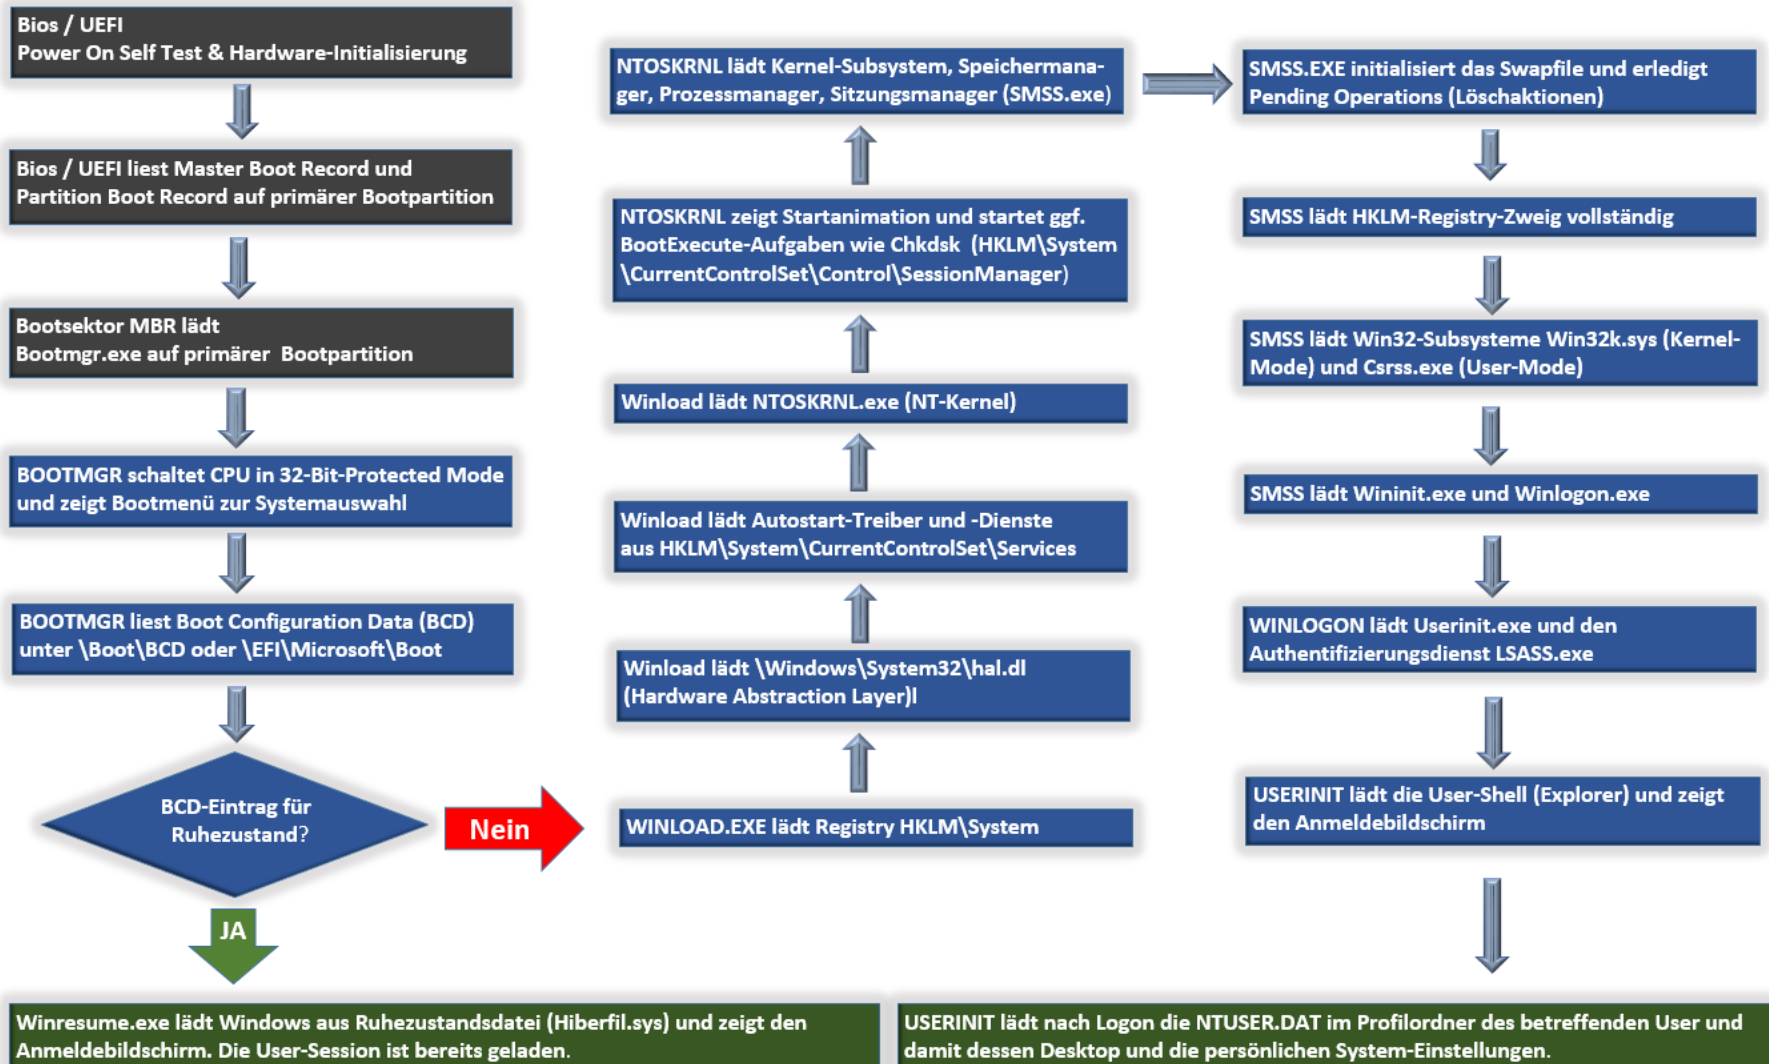 Bios / UEFI
Power On Self Test & Hardware-Initialisierung
Bios / UEFI liest Master Boot Record und
Partition Boot Record auf primärer Bootpartition
Bootsektor MBR lädt
Bootmgr.exe auf primärer Bootpartition
BOOTMGR schaltet CPU in 32-Bit-Protected Mode
und zeigt Bootmenü zur Systemauswahl
BOOTMGR liest Boot Configuration Data (BCD)
unter \Boot\BCD oder \EFI\Microsoft\Boot
BCD-Eintrag für
Ruhezustand?
JA
Winresume.exe lädt Windows aus Ruhezustandsdatei (Hiberfil.sys) und zeigt den
Anmeldebildschirm. Die User-Session ist bereits geladen.
Nein
WINLOAD.EXE lädt Registry HKLM\System
Winload lädt \Windows\System32\hal.dl
(Hardware Abstraction Layer)l
Winload lädt Autostart-Treiber und -Dienste
aus HKLM\System\CurrentControlSet\Services
Winload lädt NTOSKRNL.exe (NT-Kernel)
NTOSKRNL zeigt Startanimation und startet ggf.
BootExecute-Aufgaben wie Chkdsk (HKLM\System
\CurrentControlSet\Control\SessionManager)
NTOSKRNL lädt Kernel-Subsystem, Speichermana-
ger, Prozessmanager, Sitzungsmanager (SMSS.exe)
SMSS.EXE initialisiert das Swapfile und erledigt
Pending Operations (Löschaktionen)
SMSS lädt HKLM-Registry-Zweig vollständig
SMSS lädt Win32-Subsysteme Win32k.sys (Kernel-
Mode) und Csrss.exe (User-Mode)
SMSS lädt Wininit.exe und Winlogon.exe
WINLOGON lädt Userinit.exe und den
Authentifizierungsdienst LSASS.exe
USERINIT lädt die User-Shell (Explorer) und zeigt
den Anmeldebildschirm
USERINIT lädt nach Logon die NTUSER.DAT im Profilordner des betreffenden User und
damit dessen Desktop und die persönlichen System-Einstellungen.